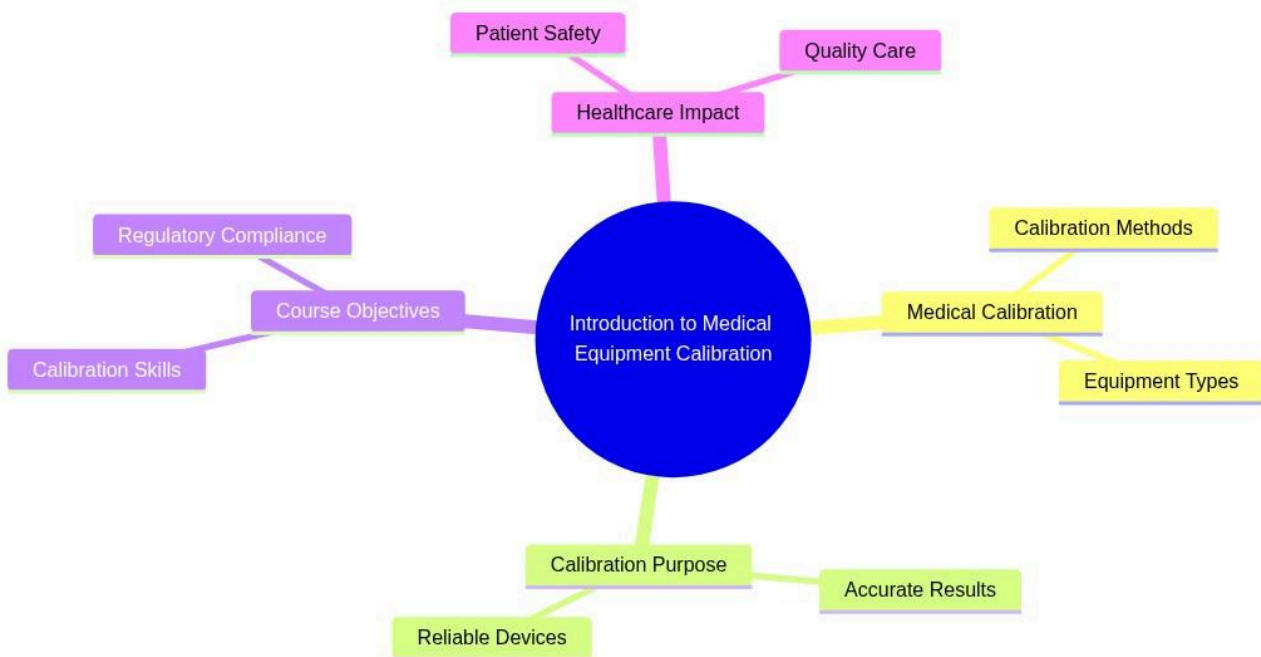 Patient Safety
Quality Care
Healthcare Impact
Regulatory Compliance
Calibration Methods
Course Objectives
Medical Calibration
Introduction to Medical
Equipment Calibration
Calibration Skills
Equipment Types
Calibration Purpose
Accurate Results
Reliable Devices